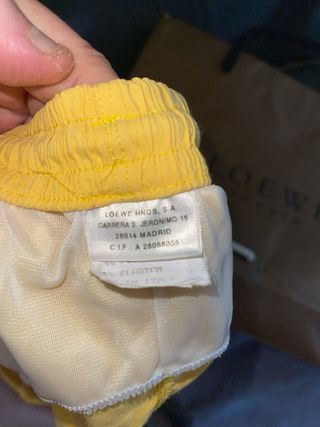 LOEWE HNOS, S.A.
CARRERA S. JERONIMO 15
28014 MADRID
C.I.F.: A 28058055
ELASTAN
LOEWE